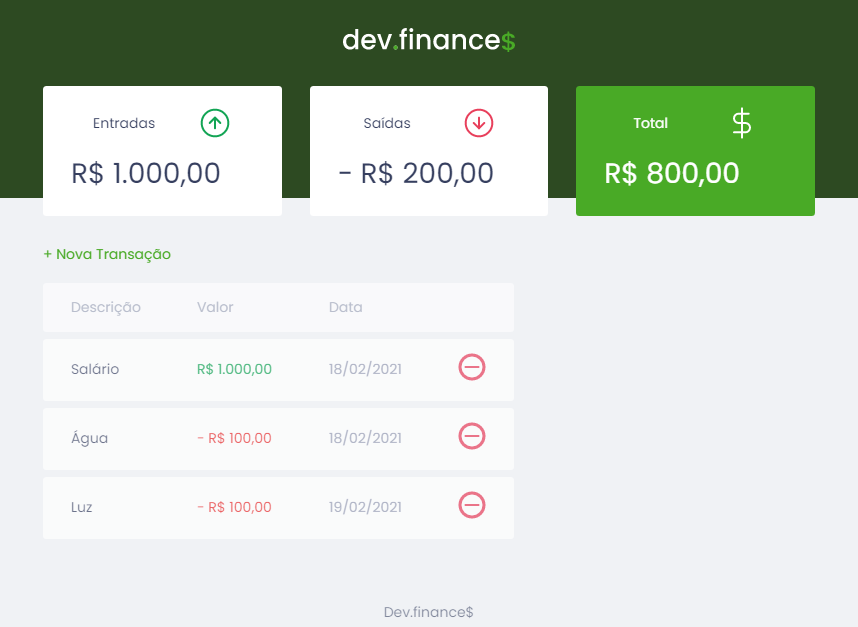 dev.finance$
Entradas
R$ 1.000,00
Saídas
- R$ 200,00
Total
$
R$ 800,00
+ Nova Transação
Descrição Valor Data
Salário R$ 1.000,00 18/02/2021
Água - R$ 100,00 18/02/2021
Luz - R$ 100,00 19/02/2021
Dev.finance$